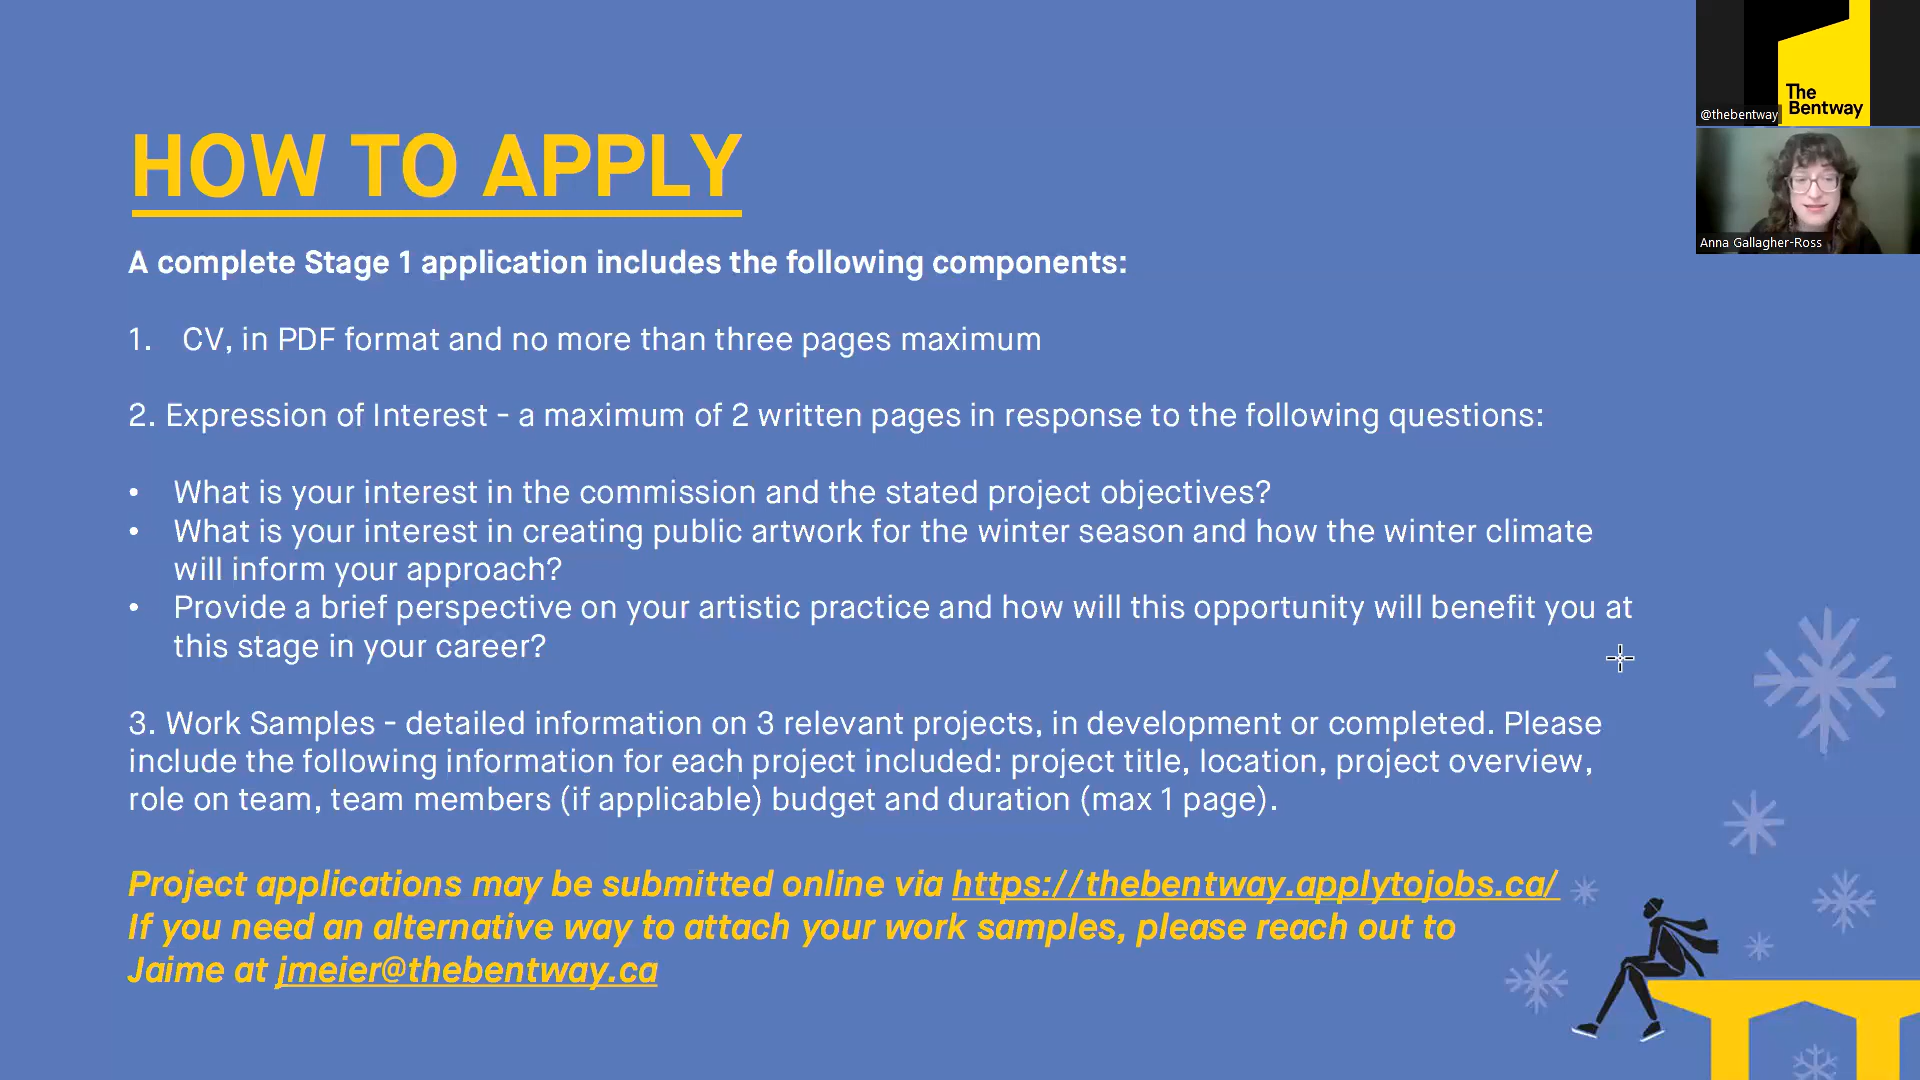 HOW TO APPLY
A complete Stage 1 application includes the following components:
1. CV, in PDF format and no more than three pages maximum
2. Expression of Interest - a maximum of 2 written pages in response to the following questions:
• What is your interest in the commission and the stated project objectives?
• What is your interest in creating public artwork for the winter season and how the winter climate
will inform your approach?
• Provide a brief perspective on your artistic practice and how will this opportunity will benefit you at
this stage in your career?
3. Work Samples - detailed information on 3 relevant projects, in development or completed. Please
include the following information for each project included: project title, location, project overview,
role on team, team members (if applicable) budget and duration (max 1 page).
Project applications may be submitted online via https://thebentway.applytojobs.ca/
If you need an alternative way to attach your work samples, please reach out to
Jaime at jmeier@thebentway.ca
The
Bentway
@thebentway
Anna Gallagher-Ross